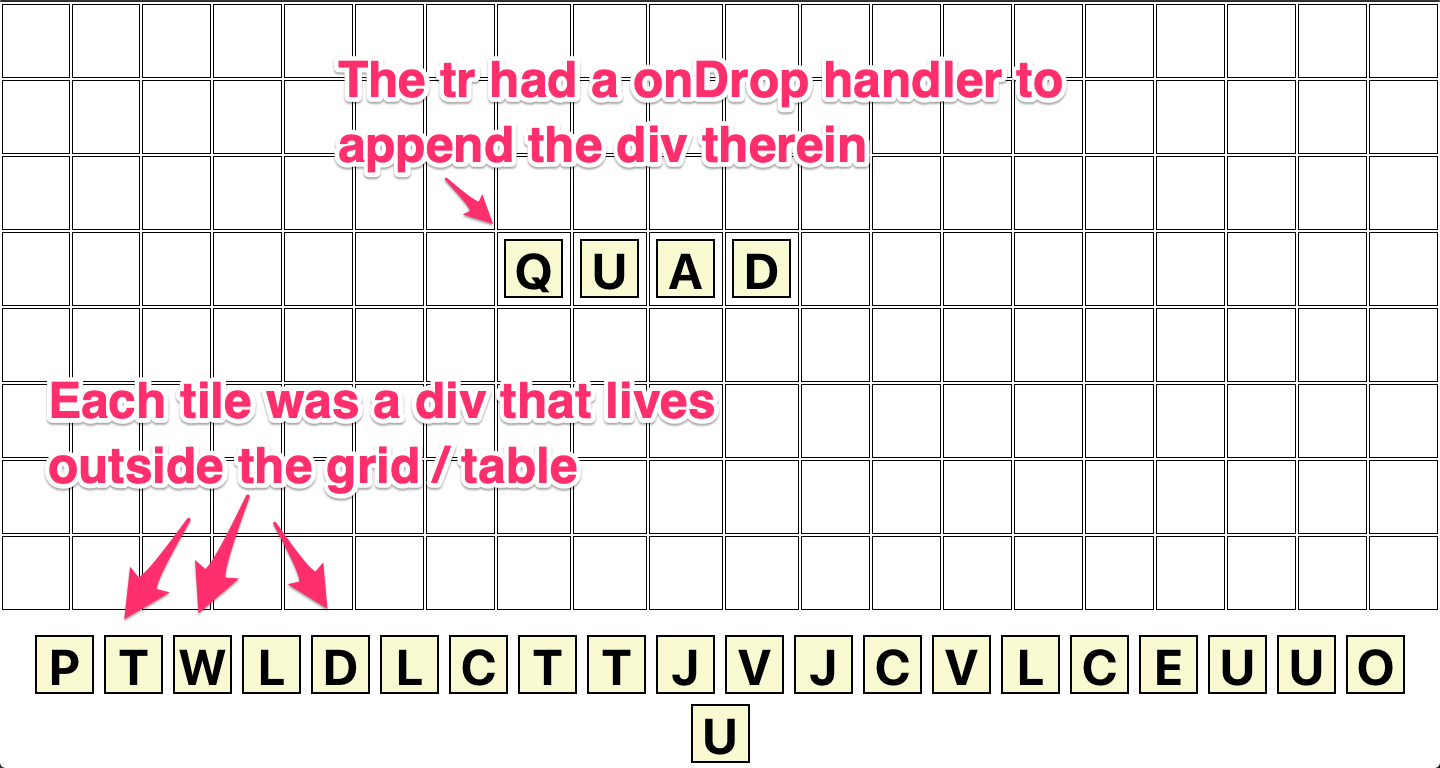 The tr had a onDrop handler to
append the div therein
Q U A D
Each tile was a div that lives
outside the grid / table
P T W L D L C T T J V J C V L C E U U O
U